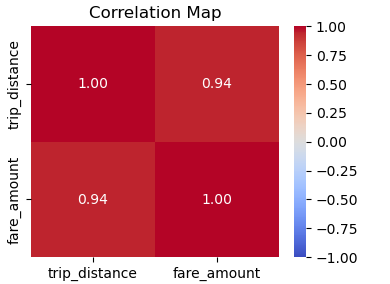 Correlation Map
trip_distance
fare_amount
1.00 0.94
0.94 1.00
trip_distance fare_amount
1.00
0.75
0.50
0.25
0.00
−0.25
−0.50
−0.75
−1.00